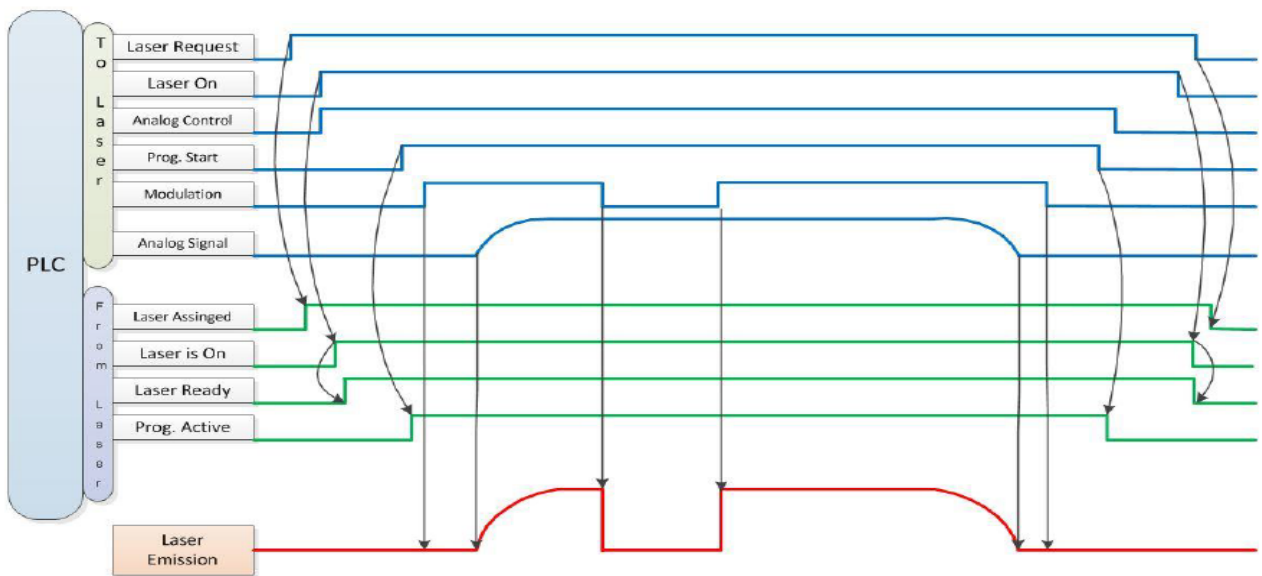 PLC
To Laser
Laser Request
Laser On
Analog Control
Prog. Start
Modulation
Analog Signal
From Laser
Laser Assinged
Laser is On
Laser Ready
Prog. Active
Laser
Emission